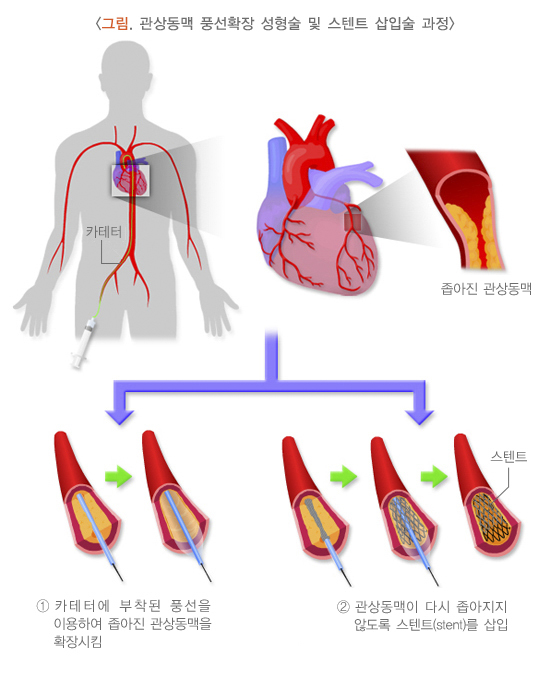 <그림. 관상동맥 풍선확장 성형술 및 스텐트 삽입술 과정>
카테터
좁아진 관상동맥
스텐트
① 카테터에 부착된 풍선을
이용하여 좁아진 관상동맥을
확장시킴
② 관상동맥이 다시 좁아지지
않도록 스텐트(stent)를 삽입